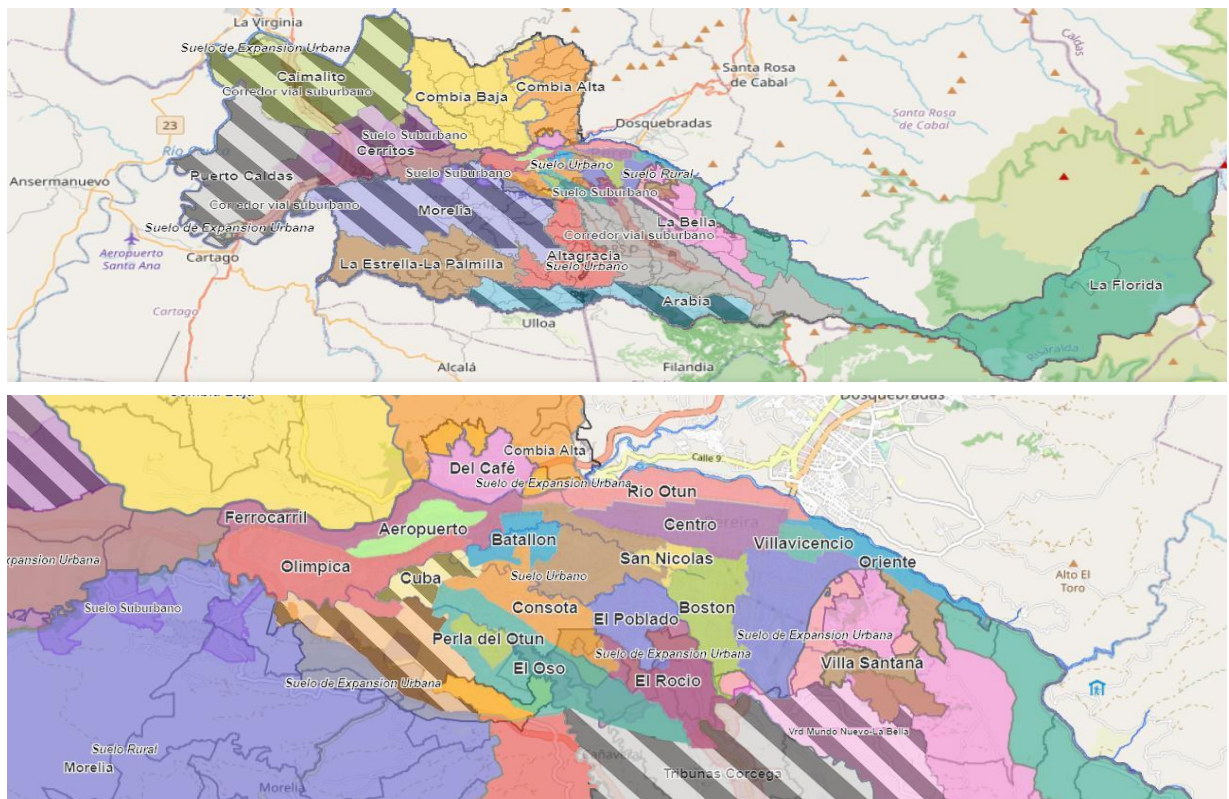 La Virginia
Suelo de Expansion Urbana
Caimalito
Corredor vial suburbano
Combia Baja
Combia Alta
Santa Rosa
de Cabal
Caldas
Santa Rosa
de Cabal
23
Dosquebradas
Suelo Suburbano
Cerritos
Suelo Urbano
Suelo Rural
Ansermanuevo
Puerto Caldas
Suelo Suburbano
Suelo Suburbano
Corredor vial suburbano
Morelia
La Bella
Suelo de Expansion Urbana
Corredor vial suburbano
Aeropuerto
Santa Ana
Cartago
La Estrella-La Palmilla
Altagracia
Suelo Urbano
La Florida
Arabia
Cartago
Ulloa
Risaralda
Alcalá
Filandia
Combia Baja
Dosquebradas
Combia Alta
Calle 9
Del Café
Suelo de Expansion Urbana
Rio Otun
Ferrocarril
Aeropuerto
Centro
Pereira
Batallon
Villavicencio
San Nicolas
Oriente
Expansion Urbana
Olimpica
Cuba
Suelo Urbano
Alto El
Toro
Suelo Suburbano
Consota
El Poblado
Boston
Perla del Otun
Suelo de Expansion Urbana
Suelo de Expansion Urbana
El Oso
Villa Santana
Suelo de Expansion Urbana
El Rocio
Vrd Mundo Nuevo-La Bella
Suelo Rural
Morelia
Cañaveral
Tribunas Corcega
Morelia